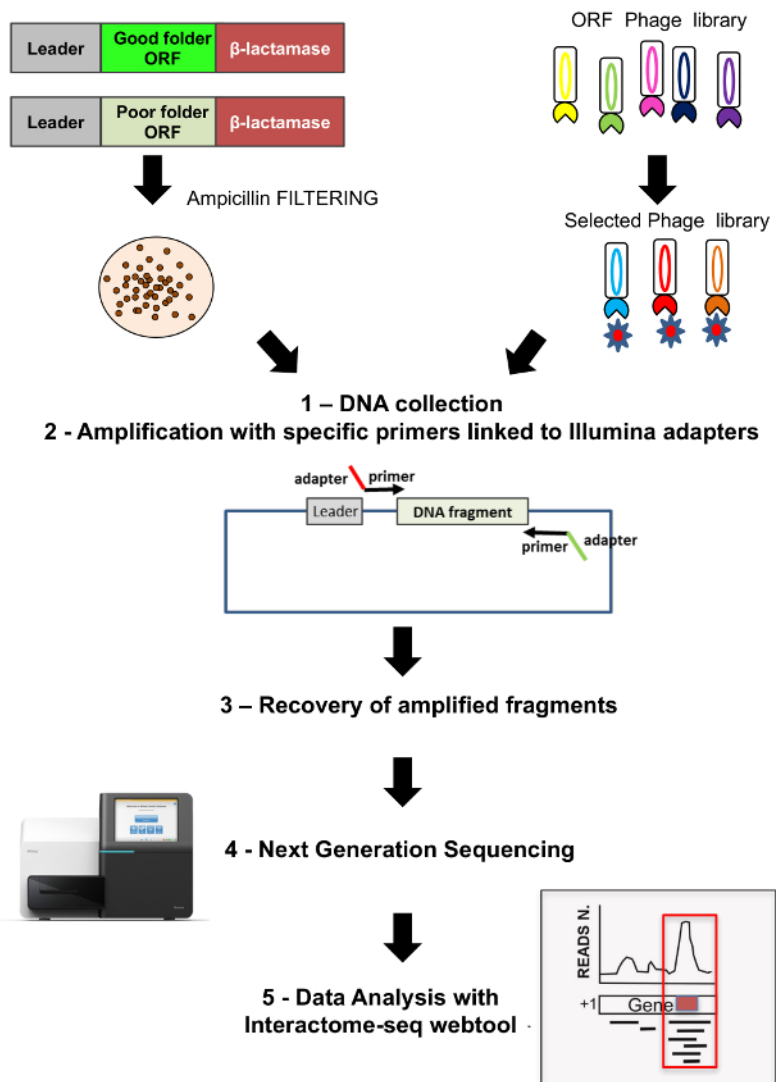 Leader
Good folder
ORF
β-lactamase
Leader
Poor folder
ORF
β-lactamase
Ampicillin FILTERING
ORF Phage library
Selected Phage library
1 – DNA collection
2 - Amplification with specific primers linked to Illumina adapters
adapter
primer
Leader
DNA fragment
primer
adapter
3 – Recovery of amplified fragments
4 - Next Generation Sequencing
5 - Data Analysis with
Interactome-seq webtool
READS N.
+1
Gene